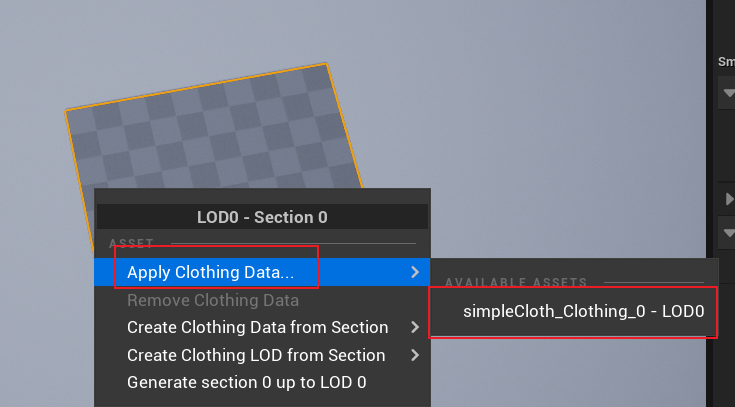 Sm
LOD0 - Section 0
ASSET
Apply Clothing Data...
AVAILABLE ASSETS
Remove Clothing Data
simpleCloth_Clothing_0 - LOD0
Create Clothing Data from Section
Create Clothing LOD from Section
Generate section 0 up to LOD 0